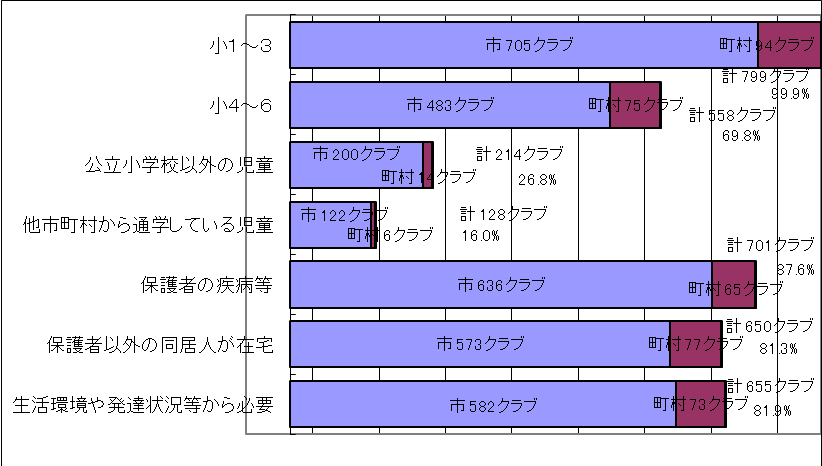 小1～3
市705クラブ
町村94クラブ
計799クラブ
99.9%
小4～6
市483クラブ
町村75クラブ
計558クラブ
69.8%
公立小学校以外の児童
市200クラブ
町村14クラブ
計214クラブ
26.8%
他市町村から通学している児童
市122クラブ
町村6クラブ
計128クラブ
16.0%
保護者の疾病等
市636クラブ
町村65クラブ
計701クラブ
87.6%
保護者以外の同居人が在宅
市573クラブ
町村77クラブ
計650クラブ
81.3%
生活環境や発達状況等から必要
市582クラブ
町村73クラブ
計655クラブ
81.9%